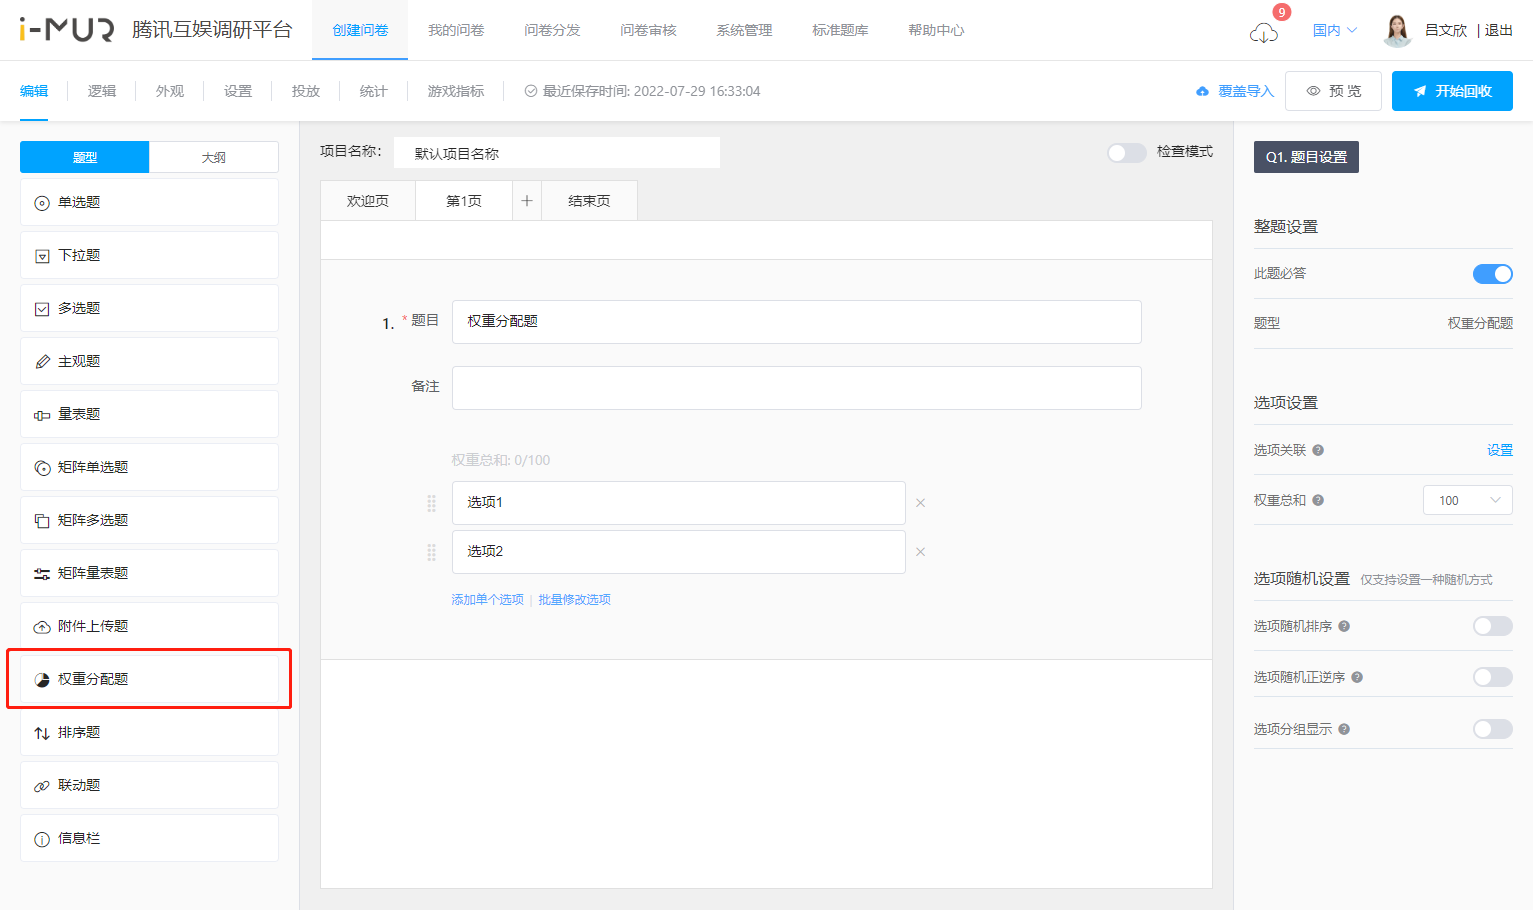 i-MUR 腾讯互娱调研平台 创建问卷 我的问卷 问卷分发 问卷审核 系统管理 标准题库 帮助中心 9 国内 吕文欣 | 退出
编辑 逻辑 外观 设置 投放 统计 游戏指标 最近保存时间: 2022-07-29 16:33:04 覆盖导入 预 览 开始回收
题型 大纲
单选题
下拉题
多选题
主观题
量表题
矩阵单选题
矩阵多选题
矩阵量表题
附件上传题
权重分配题
排序题
联动题
信息栏
项目名称: 默认项目名称 检查模式
欢迎页 第1页 + 结束页
1. * 题目 权重分配题
备注
权重总和: 0/100
选项1
选项2
添加单个选项 | 批量修改选项
Q1. 题目设置
整题设置
此题必答
题型 权重分配题
选项设置
选项关联 ? 设置
权重总和 ? 100
选项随机设置 仅支持设置一种随机方式
选项随机排序 ?
选项随机正逆序 ?
选项分组显示 ?